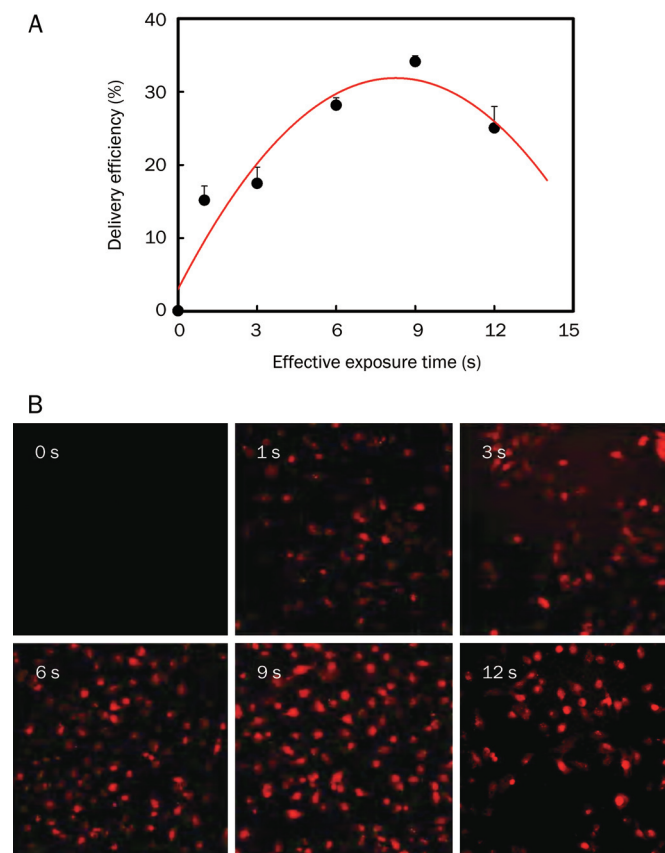 A
40
30
20
10
0
Delivery efficiency (%)
0 3 6 9 12 15
Effective exposure time (s)
B
0 s 1 s 3 s
6 s 9 s 12 s